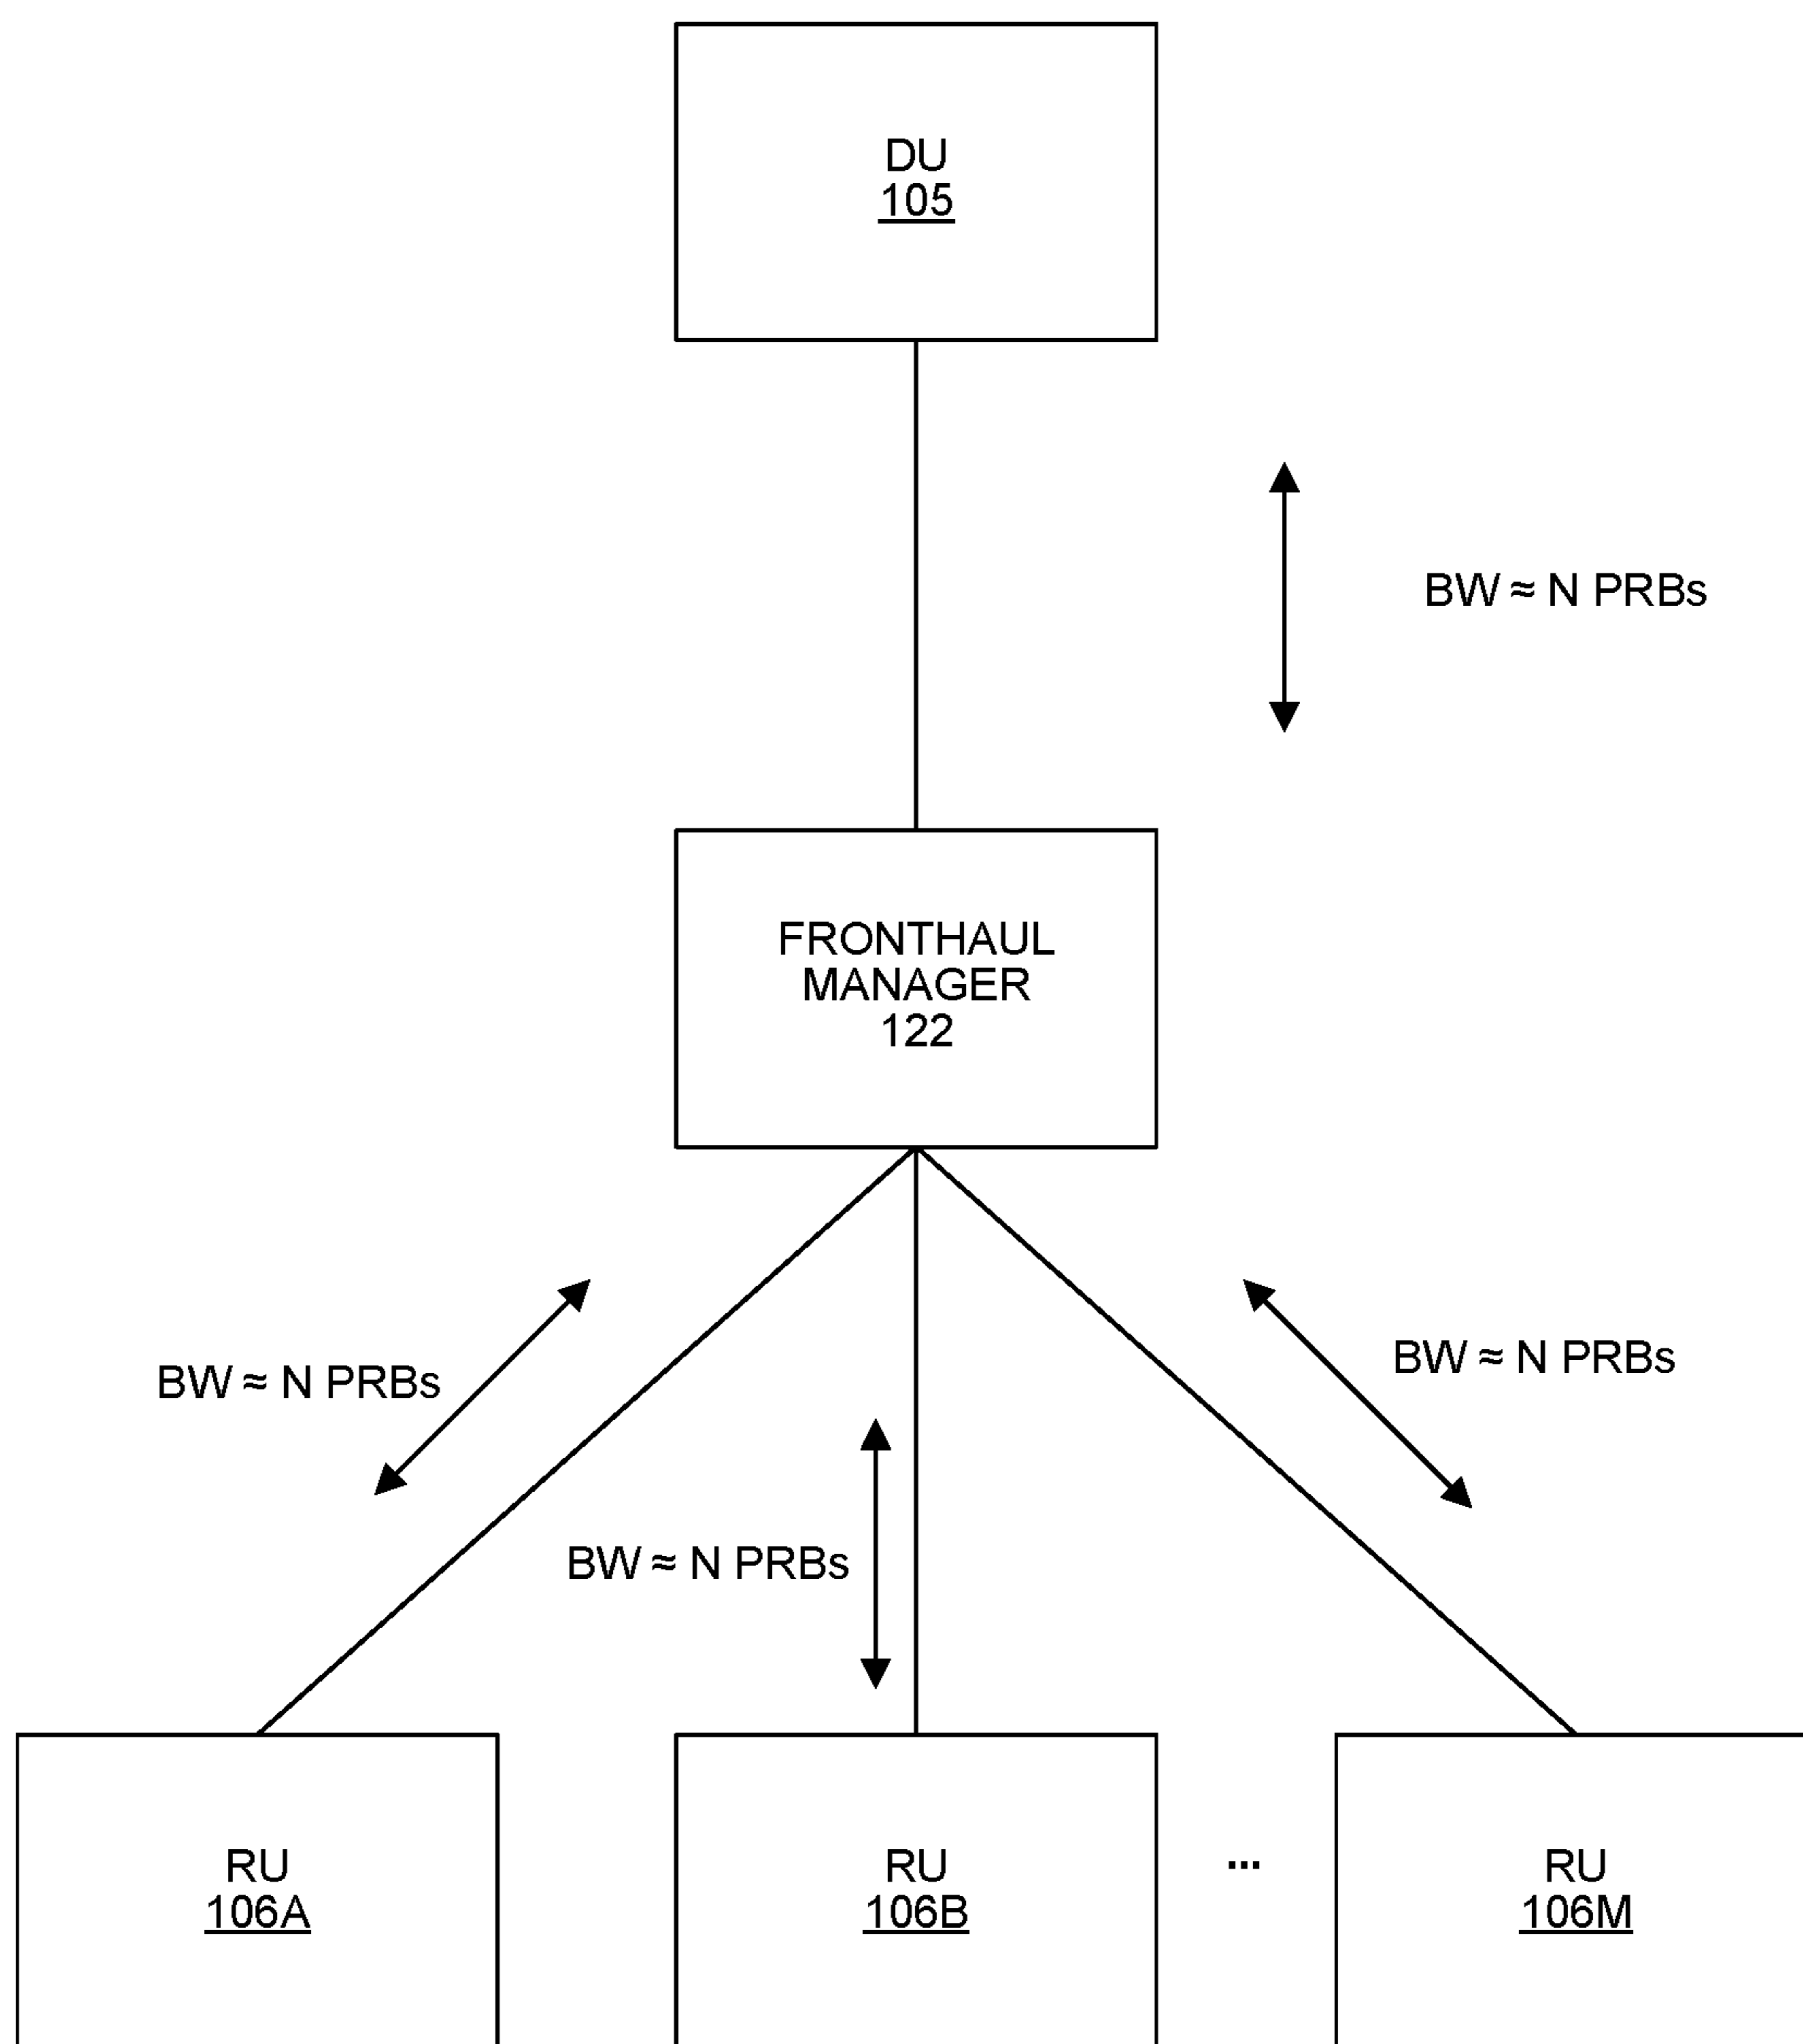 DU
105
BW ≈ N PRBs
FRONTHAUL
MANAGER
122
BW ≈ N PRBs
BW ≈ N PRBs
BW ≈ N PRBs
RU
106A
RU
106B
...
RU
106M